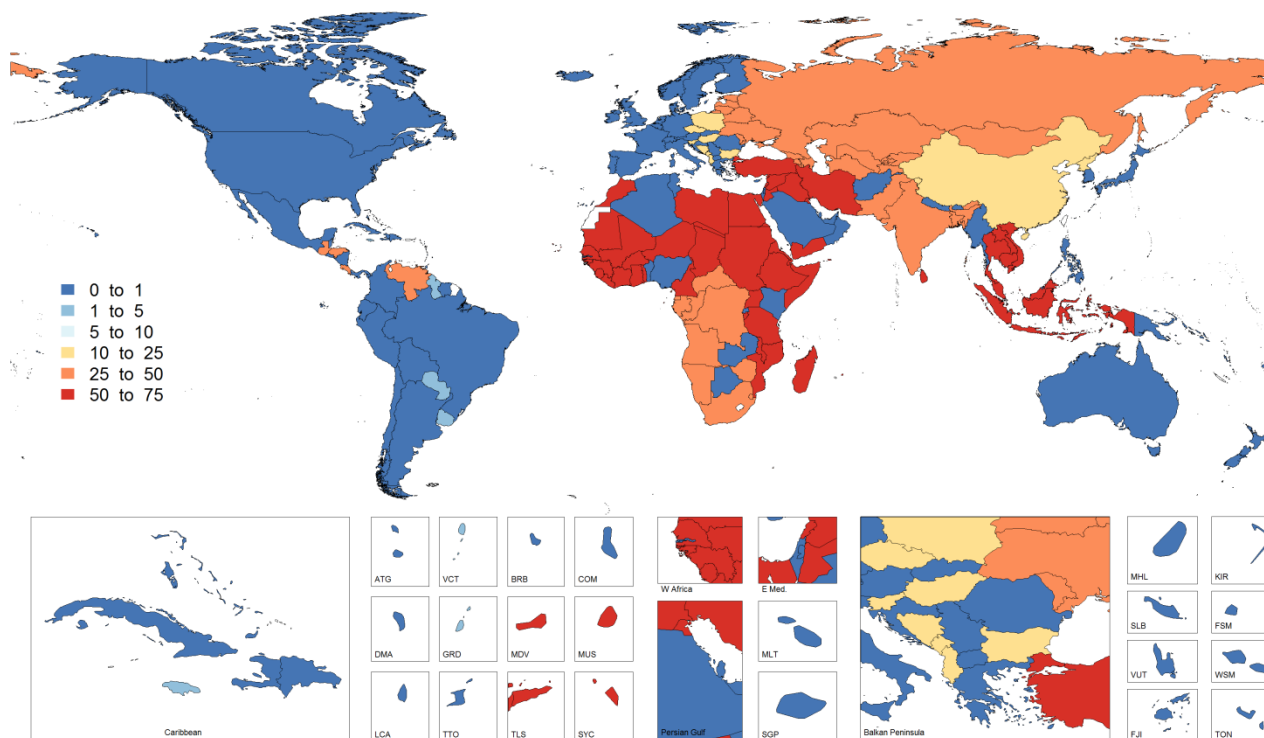 0 to 1
1 to 5
5 to 10
10 to 25
25 to 50
50 to 75
ATG
VCT
BRB
COM
W Africa
E Med.
MHL
KIR
DMA
GRD
MDV
MUS
MLT
SLB
FSM
VUT
WSM
Caribbean
LCA
TTO
TLS
SYC
Persian Gulf
SGP
Balkan Peninsula
FJI
TON